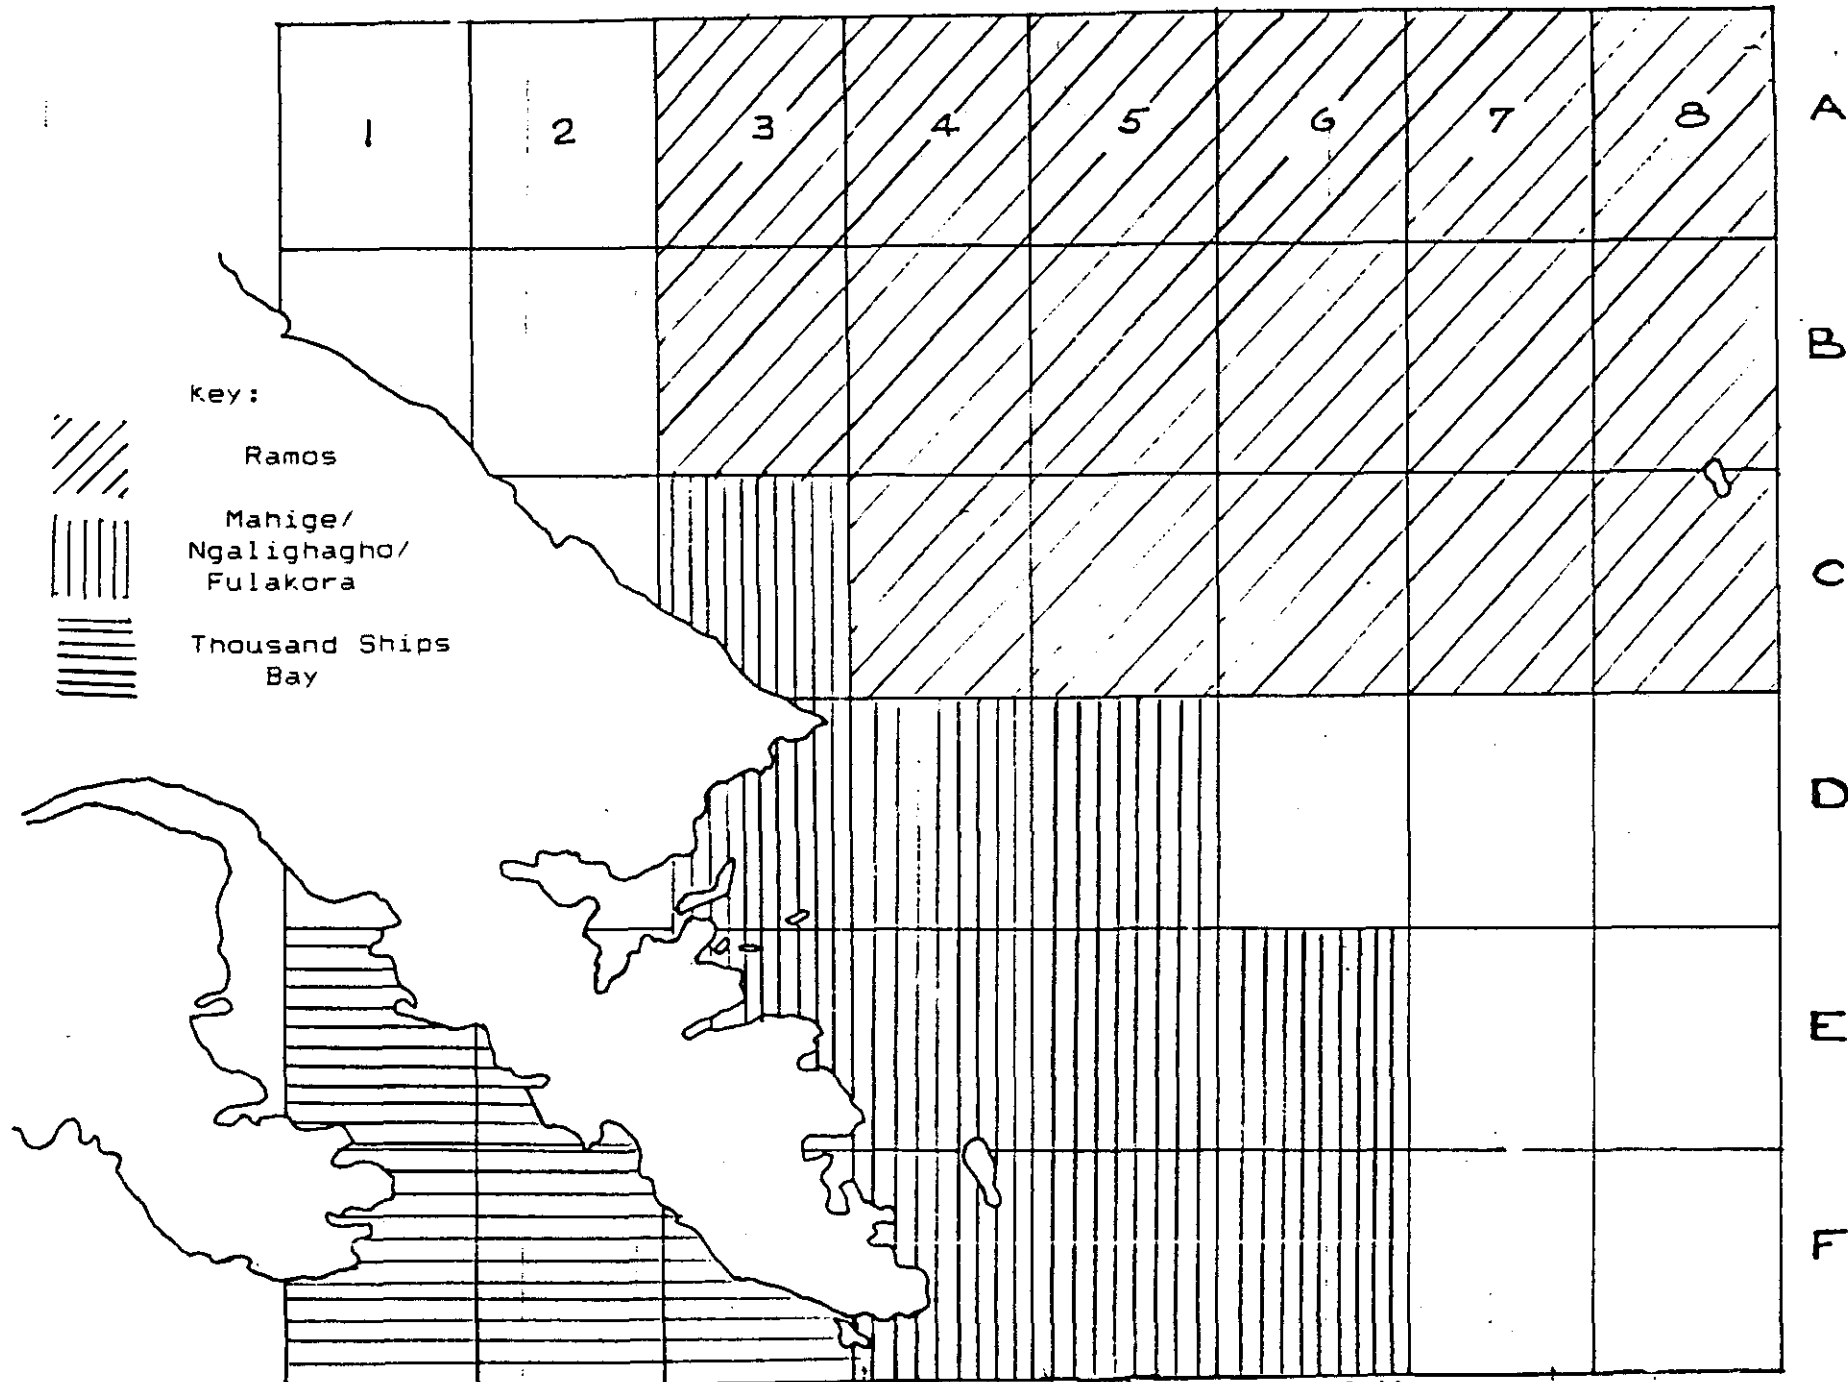 1 2 3 4 5 6 7 8 A
B
key:
Ramos
Mahige/
Ngalighagho/
Fulakora
C
Thousand Ships
Bay
D
E
F